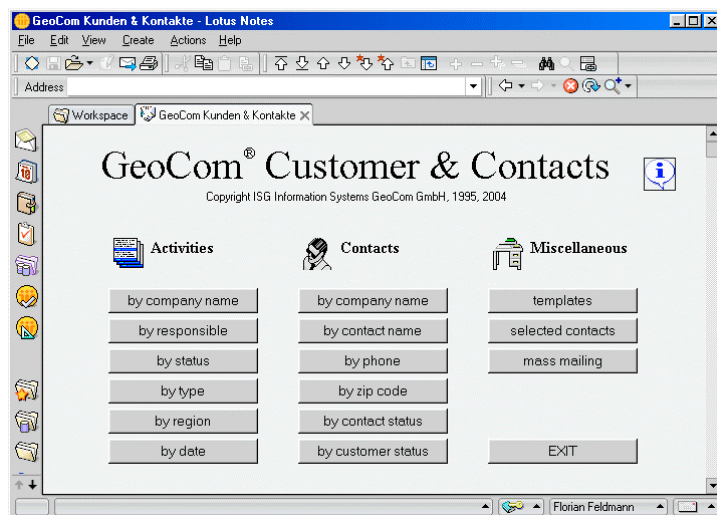 GeoCom Kunden & Kontakte - Lotus Notes
File Edit View Create Actions Help
Address
Workspace GeoCom Kunden & Kontakte
GeoCom® Customer & Contacts
Copyright ISG Information Systems GeoCom GmbH, 1995, 2004
Activities Contacts Miscellaneous
by company name by company name templates
by responsible by contact name selected contacts
by status by phone mass mailing
by type by zip code
by region by contact status
by date by customer status EXIT
Florian Feldmann